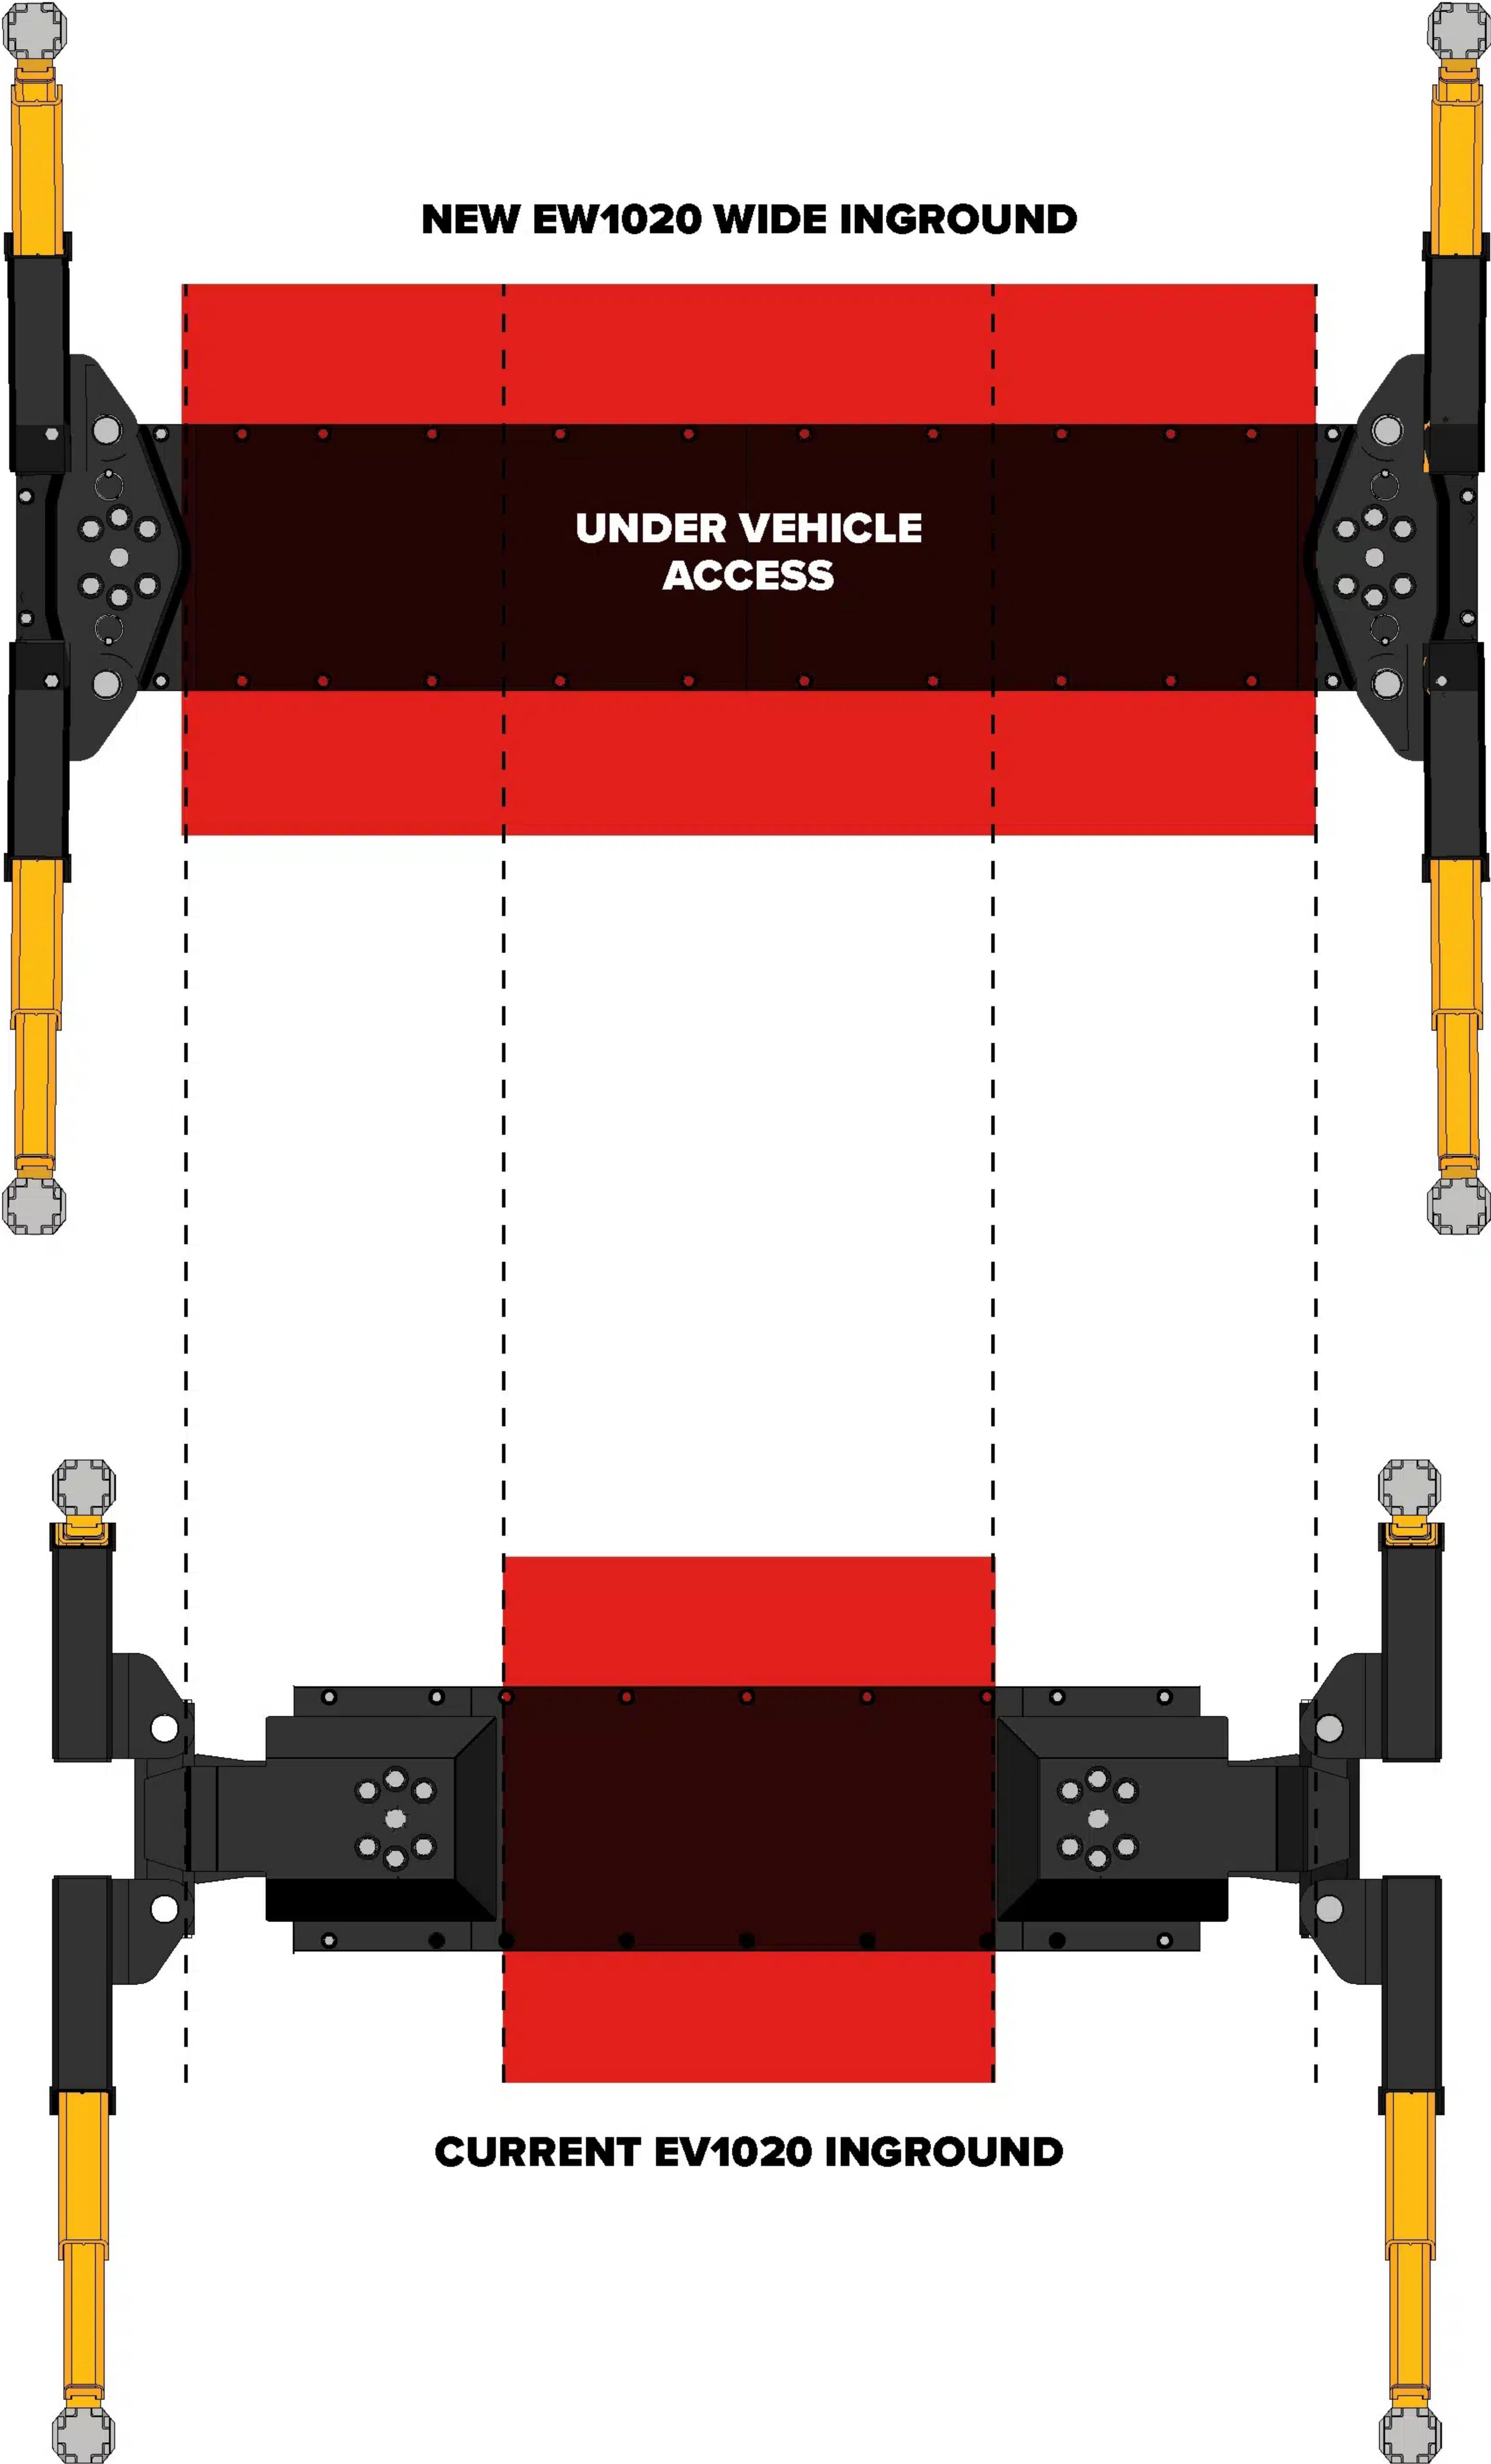 NEW EW1020 WIDE INGROUND
UNDER VEHICLE
ACCESS
CURRENT EV1020 INGROUND